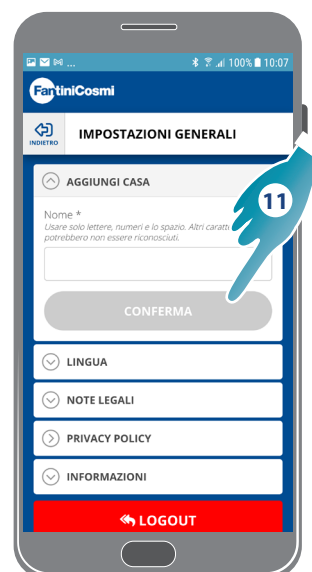 ... 100% 10:07
FantiniCosmi
INDIETRO
IMPOSTAZIONI GENERALI
AGGIUNGI CASA
11
Nome *
Usare solo lettere, numeri e lo spazio. Altri caratte
potrebbero non essere riconosciuti.
CONFERMA
LINGUA
NOTE LEGALI
PRIVACY POLICY
INFORMAZIONI
LOGOUT